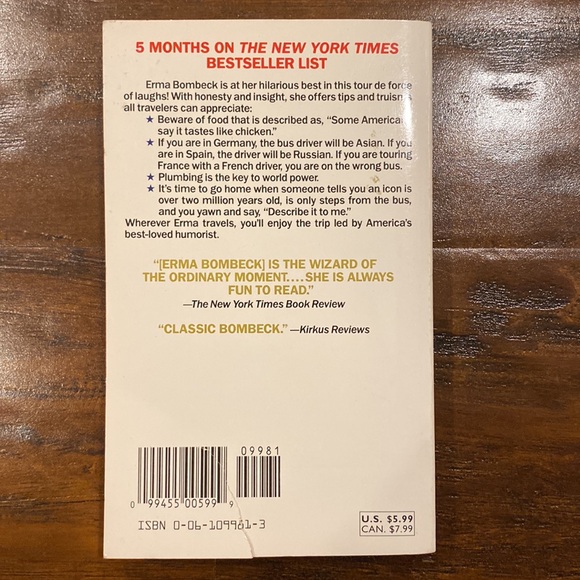 5 MONTHS ON THE NEW YORK TIMES
BESTSELLER LIST
Erma Bombeck is at her hilarious best in this tour de force
of laughs! With honesty and insight, she offers tips and truisms
all travelers can appreciate:
★ Beware of food that is described as, “Some Americans
say it tastes like chicken.”
★ If you are in Germany, the bus driver will be Asian. If you
are in Spain, the driver will be Russian. If you are touring
France with a French driver, you are on the wrong bus.
★ Plumbing is the key to world power.
★ It’s time to go home when someone tells you an icon is
over two million years old, is only steps from the bus,
and you yawn and say, “Describe it to me.”
Wherever Erma travels, you’ll enjoy the trip led by America’s
best-loved humorist.
“[ERMA BOMBECK] IS THE WIZARD OF
THE ORDINARY MOMENT....SHE IS ALWAYS
FUN TO READ.”
—The New York Times Book Review
“CLASSIC BOMBECK.” —Kirkus Reviews
09981
0 99455 00599 9
ISBN 0-06-109981-3
U.S. $5.99
CAN. $7.99